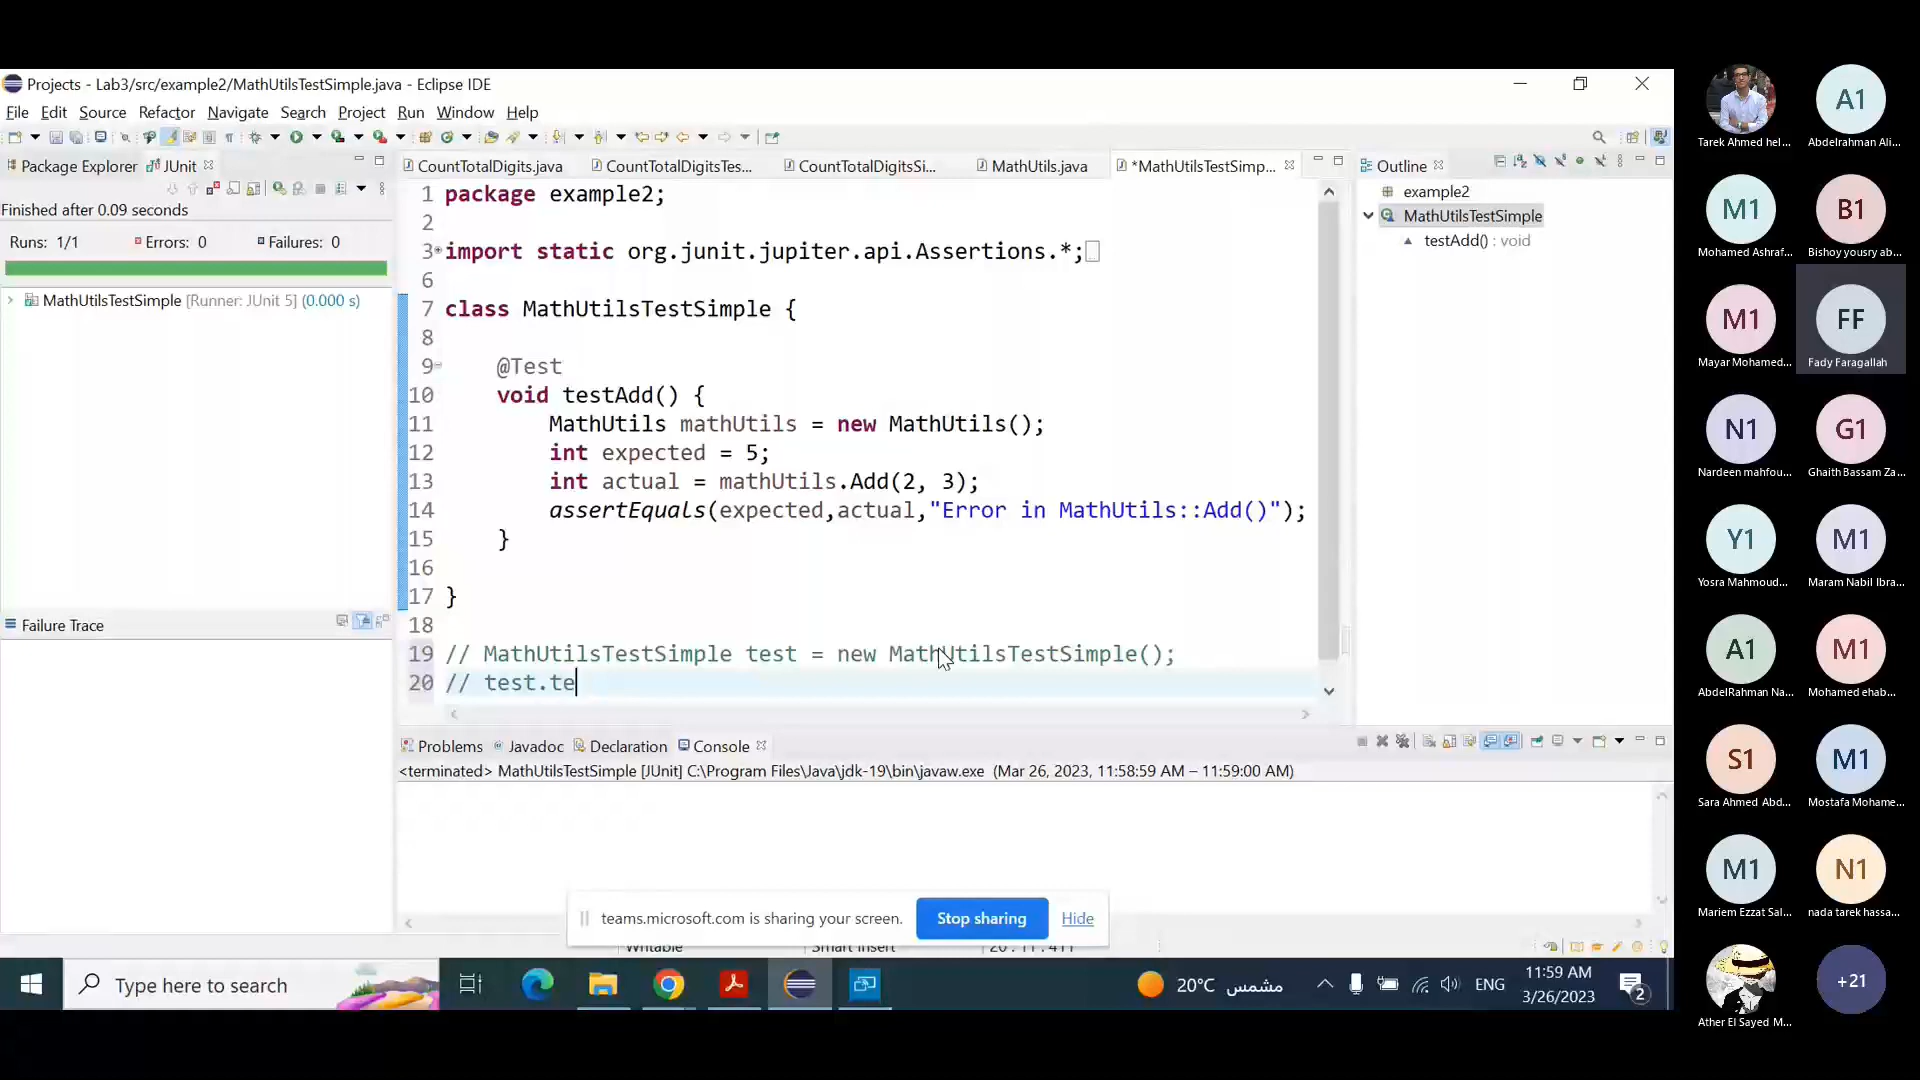 Projects - Lab3/src/example2/MathUtilsTestSimple.java - Eclipse IDE
File Edit Source Refactor Navigate Search Project Run Window Help
Package Explorer JUnit
Finished after 0.09 seconds
Runs: 1/1 Errors: 0 Failures: 0
MathUtilsTestSimple [Runner: JUnit 5] (0.000 s)
Failure Trace
CountTotalDigits.java CountTotalDigitsTes... CountTotalDigitsSi... MathUtils.java *MathUtilsTestSimp...
1 package example2;
2
3 import static org.junit.jupiter.api.Assertions.*;
6
7 class MathUtilsTestSimple {
8
9 @Test
10 void testAdd() {
11 MathUtils mathUtils = new MathUtils();
12 int expected = 5;
13 int actual = mathUtils.Add(2, 3);
14 assertEquals(expected,actual,"Error in MathUtils::Add()");
15 }
16
17 }
18
19 // MathUtilsTestSimple test = new MathUtilsTestSimple();
20 // test.te
Outline
example2
MathUtilsTestSimple
testAdd() : void
Problems Javadoc Declaration Console
<terminated> MathUtilsTestSimple [JUnit] C:\Program Files\Java\jdk-19\bin\javaw.exe (Mar 26, 2023, 11:58:59 AM – 11:59:00 AM)
teams.microsoft.com is sharing your screen. Stop sharing Hide
Writable Smart Insert 20 : 11 : 411
Type here to search
20°C مشمس
ENG
11:59 AM
3/26/2023
2
Tarek Ahmed hel...
A1
Abdelrahman Ali...
M1
Mohamed Ashraf...
B1
Bishoy yousry ab...
M1
Mayar Mohamed...
FF
Fady Faragallah
N1
Nardeen mahfou...
G1
Ghaith Bassam Za...
Y1
Yosra Mahmoud...
M1
Maram Nabil Ibra...
A1
AbdelRahman Na...
M1
Mohamed ehab...
S1
Sara Ahmed Abd...
M1
Mostafa Mohame...
M1
Mariem Ezzat Sal...
N1
nada tarek hassa...
Ather El Sayed M...
+21